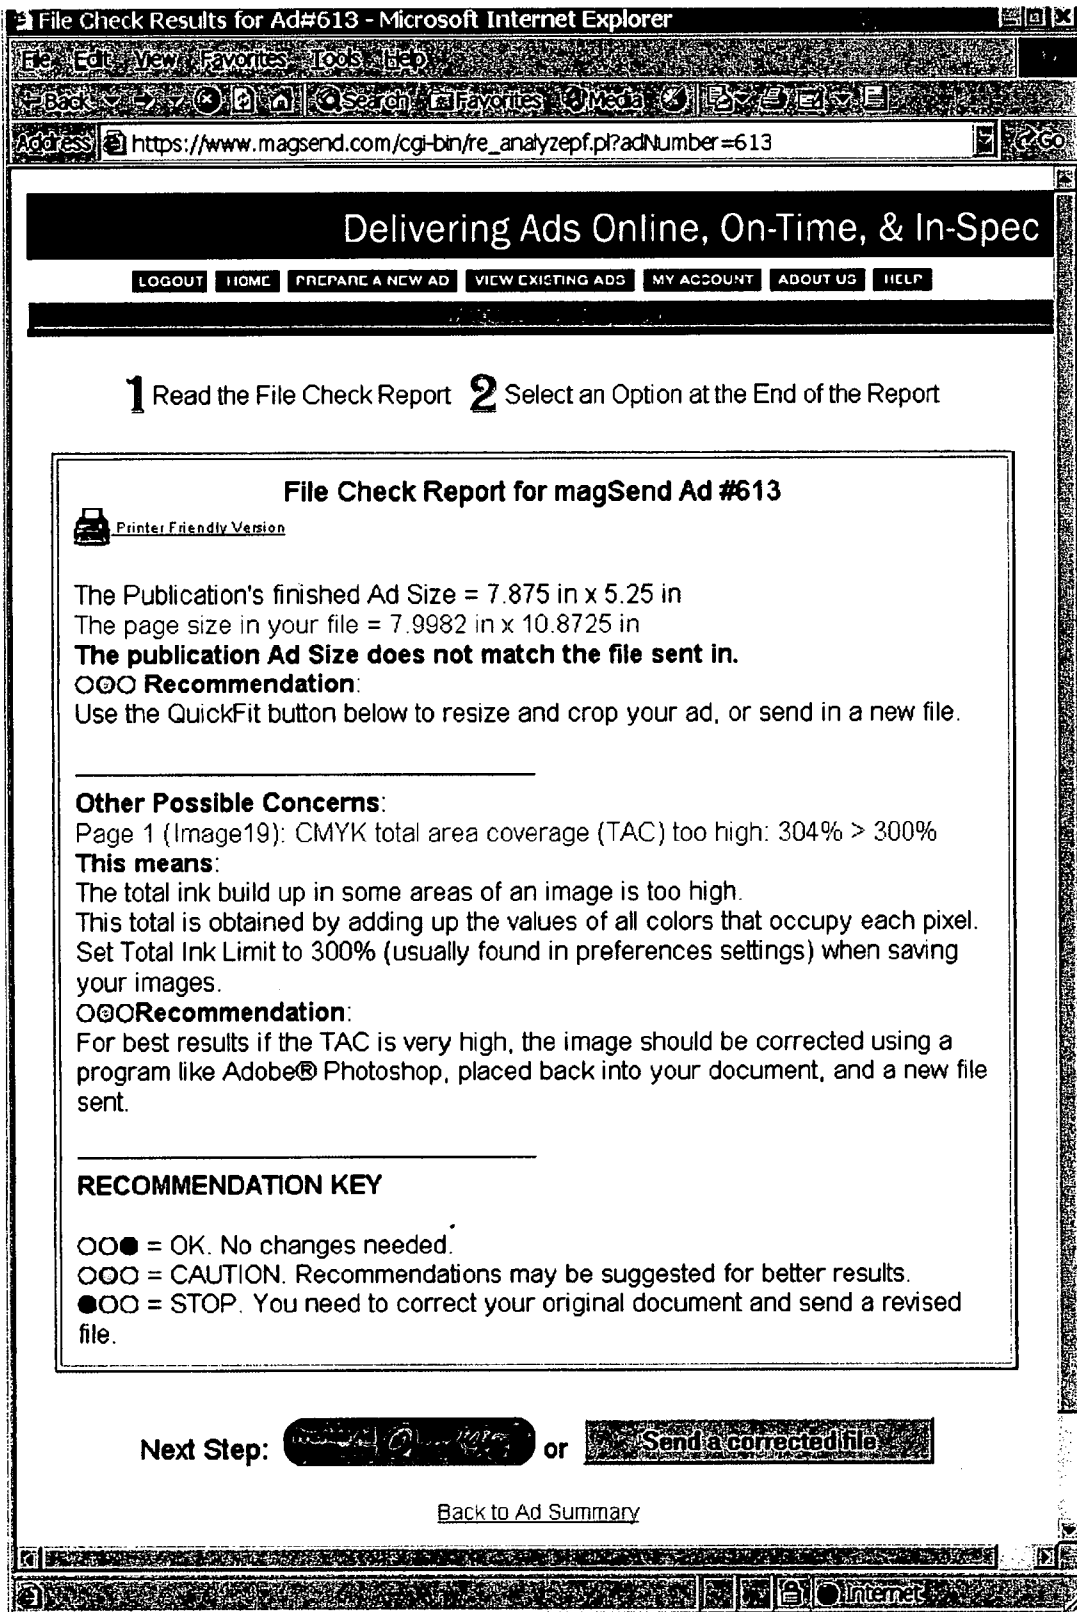 File Check Results for Ad#613 - Microsoft Internet Explorer
File Edit View Favorites Tools Help
Back Search Favorites Media
Address https://www.magsend.com/cgi-bin/re_analyzepf.pl?adNumber=613 Go
Delivering Ads Online, On-Time, & In-Spec
LOGOUT HOME PREPARE A NEW AD VIEW EXISTING ADS MY ACCOUNT ABOUT US HELP
1 Read the File Check Report 2 Select an Option at the End of the Report
File Check Report for magSend Ad #613
Printer Friendly Version
The Publication's finished Ad Size = 7.875 in x 5.25 in
The page size in your file = 7.9982 in x 10.8725 in
The publication Ad Size does not match the file sent in.
Recommendation:
Use the QuickFit button below to resize and crop your ad, or send in a new file.
Other Possible Concerns:
Page 1 (Image19): CMYK total area coverage (TAC) too high: 304% > 300%
This means:
The total ink build up in some areas of an image is too high.
This total is obtained by adding up the values of all colors that occupy each pixel.
Set Total Ink Limit to 300% (usually found in preferences settings) when saving
your images.
Recommendation:
For best results if the TAC is very high, the image should be corrected using a
program like Adobe® Photoshop, placed back into your document, and a new file
sent.
RECOMMENDATION KEY
= OK. No changes needed.
= CAUTION. Recommendations may be suggested for better results.
= STOP. You need to correct your original document and send a revised
file.
Next Step: or Send a corrected file
Back to Ad Summary
Internet